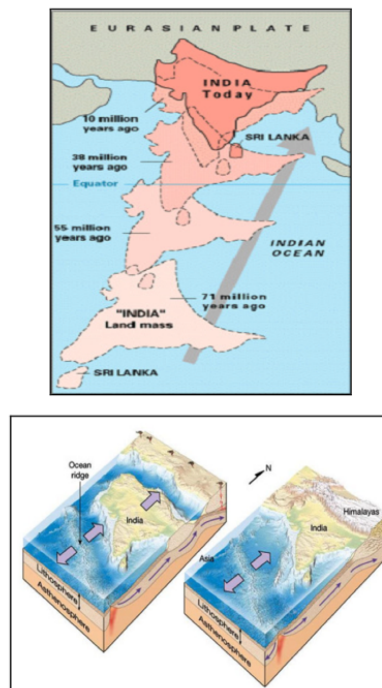 EURASIAN PLATE
INDIA
Today
10 million
years ago
SRI LANKA
38 million
years ago
Equator
55 million
years ago
INDIAN
OCEAN
71 million
years ago
"INDIA"
Land mass
SRI LANKA
Ocean
ridge
India
Lithosphere
Asthenosphere
N
India
Himalayas
Asia
Lithosphere
Asthenosphere